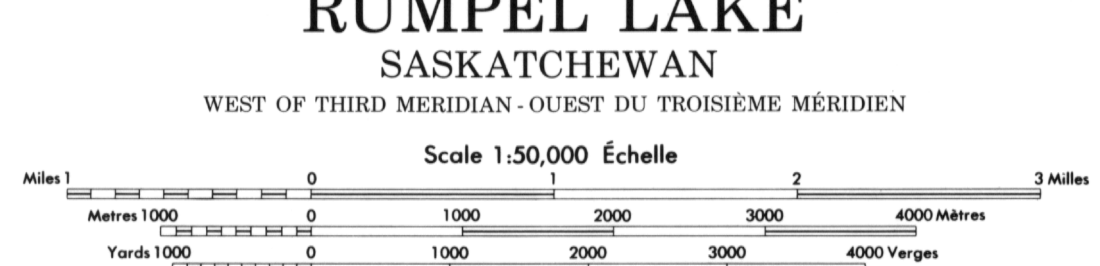 RUMPEL LAKE
SASKATCHEWAN
WEST OF THIRD MERIDIAN - OUEST DU TROISIÈME MÉRIDIEN
Scale 1:50,000 Échelle
Miles 1 0 1 2 3 Milles
Metres 1000 0 1000 2000 3000 4000 Mètres
Yards 1000 0 1000 2000 3000 4000 Verges